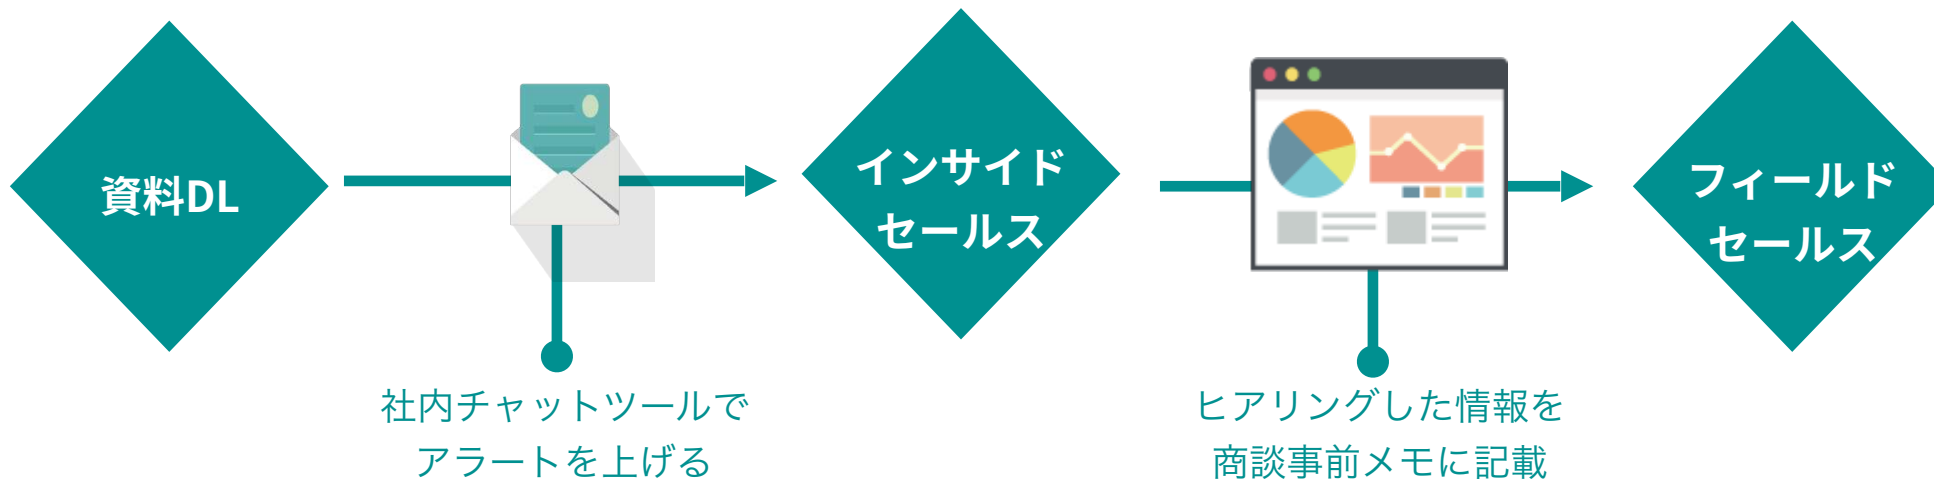 資料DL
社内チャットツールで
アラートを上げる
インサイド
セールス
ヒアリングした情報を
商談事前メモに記載
フィールド
セールス